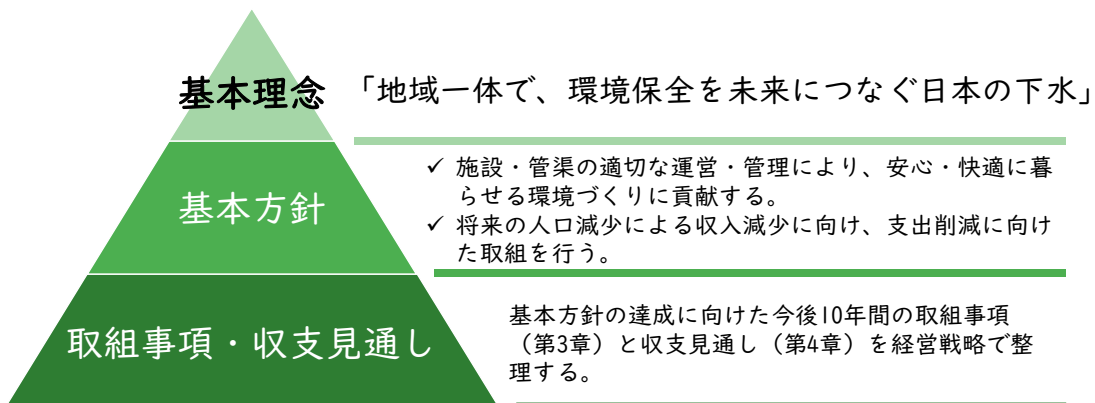 基本理念 「地域一体で、環境保全を未来につなぐ日本の下水」
基本方針
✓ 施設・管渠の適切な運営・管理により、安心・快適に暮
らせる環境づくりに貢献する。
✓ 将来の人口減少による収入減少に向け、支出削減に向け
た取組を行う。
取組事項・収支見通し
基本方針の達成に向けた今後10年間の取組事項
（第3章）と収支見通し（第4章）を経営戦略で整
理する。